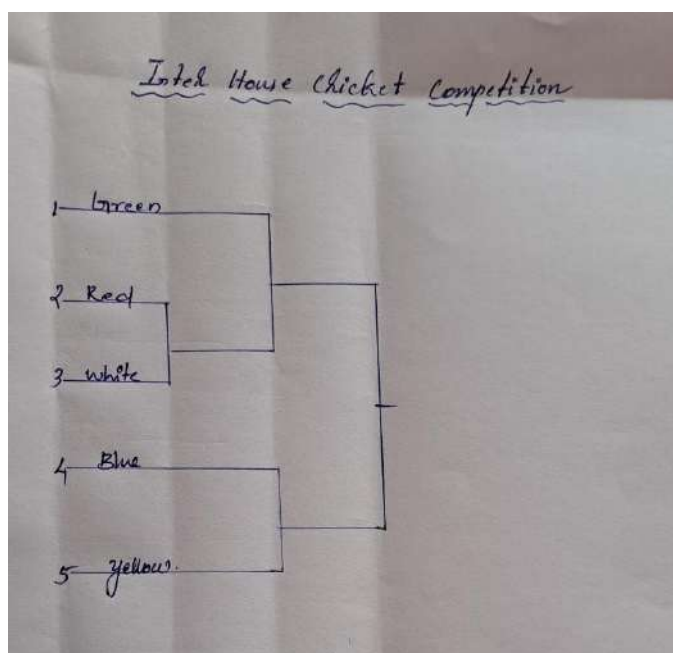 Inter House Cricket Competition
1 Green
2 Red
3 White
4 Blue
5 Yellow.